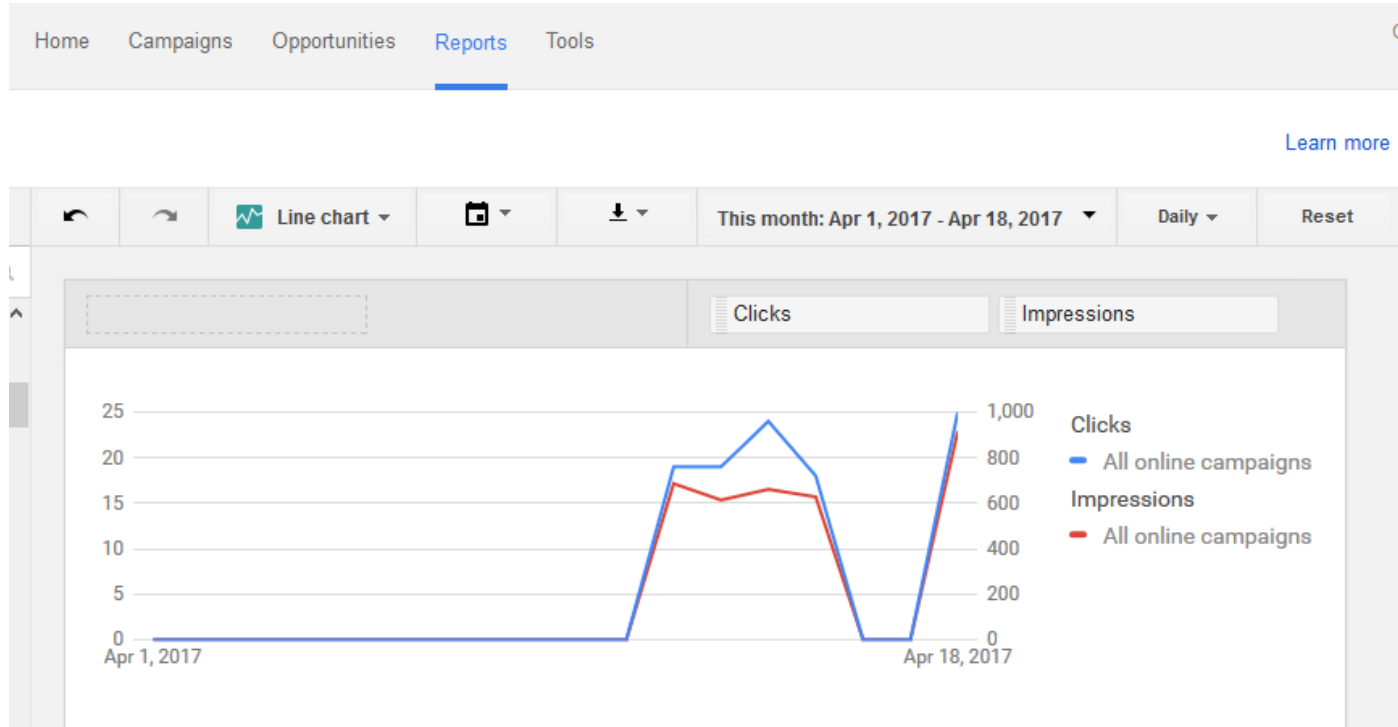 Home Campaigns Opportunities Reports Tools
Learn more
Line chart This month: Apr 1, 2017 - Apr 18, 2017 Daily Reset
Clicks Impressions
25 1,000
20 800
15 600
10 400
5 200
0 0
Apr 1, 2017 Apr 18, 2017
Clicks
All online campaigns
Impressions
All online campaigns